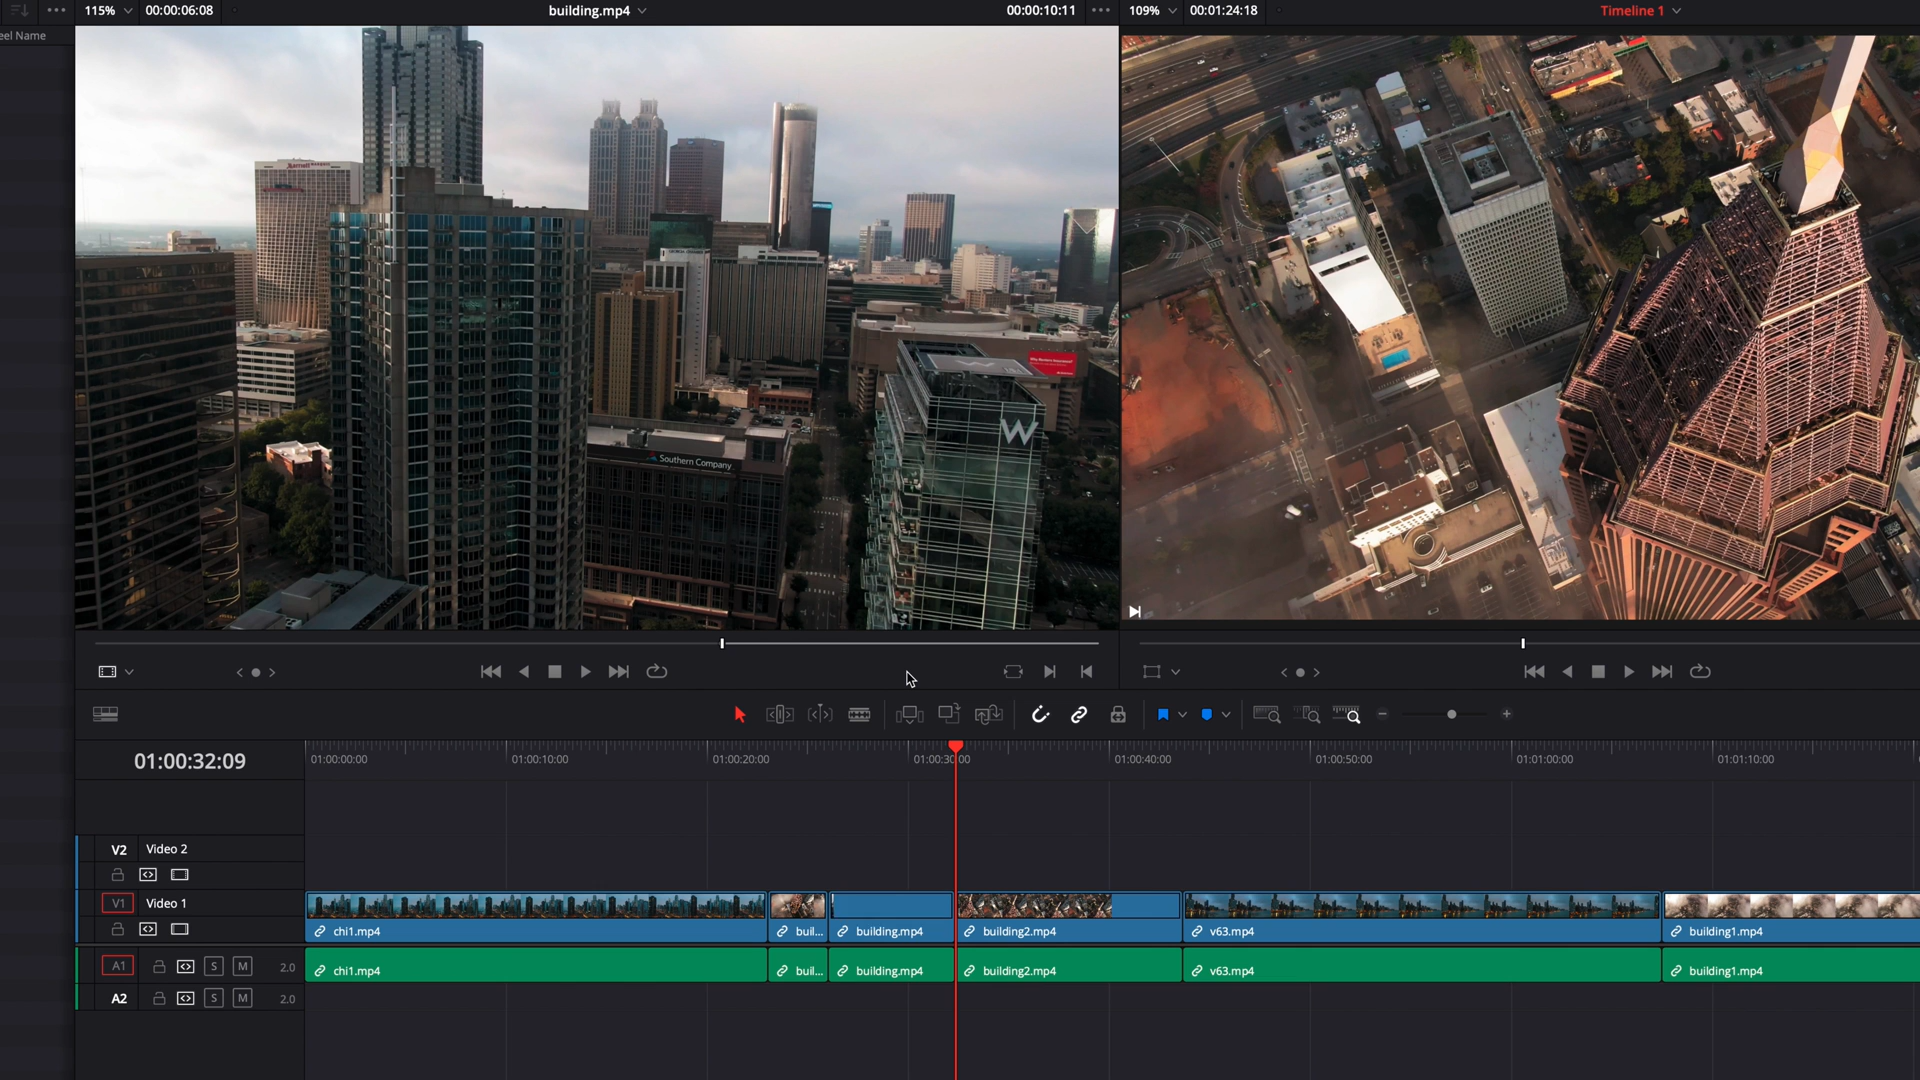 115%
00:00:06:08
building.mp4
00:00:10:11
109%
00:01:24:18
Timeline 1
eel Name
Marriott
W
Southern Company
01:00:32:09
01:00:00:00
01:00:10:00
01:00:20:00
01:00:30:00
01:00:40:00
01:00:50:00
01:01:00:00
01:01:10:00
V2 Video 2
V1 Video 1
chi1.mp4
buil...
building.mp4
building2.mp4
v63.mp4
building1.mp4
A1 S M 2.0
chi1.mp4
buil...
building.mp4
building2.mp4
v63.mp4
building1.mp4
A2 S M 2.0